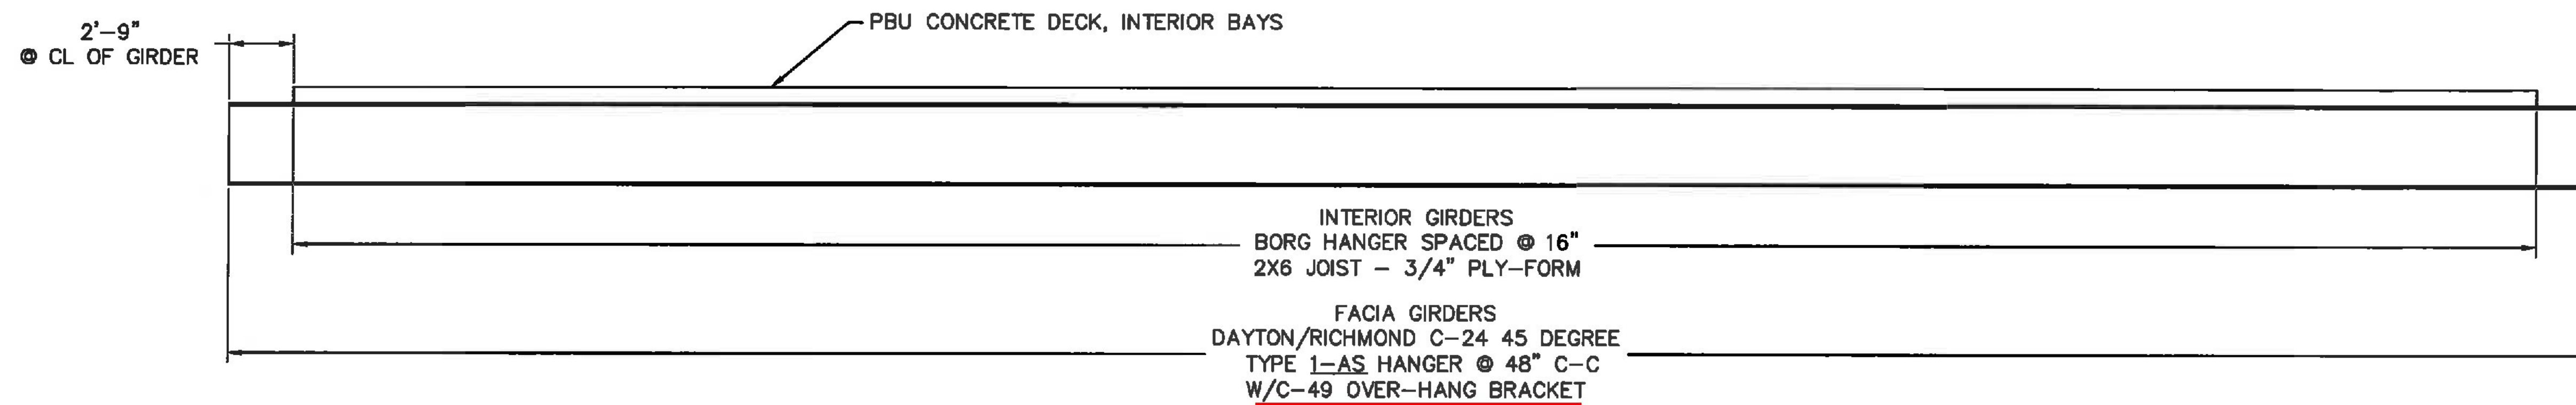 2'-9"
@ CL OF GIRDER
PBU CONCRETE DECK, INTERIOR BAYS
INTERIOR GIRDERS
BORG HANGER SPACED @ 16"
2X6 JOIST - 3/4" PLY-FORM
FACIA GIRDERS
DAYTON/RICHMOND C-24 45 DEGREE
TYPE 1-AS HANGER @ 48" C-C
W/C-49 OVER-HANG BRACKET